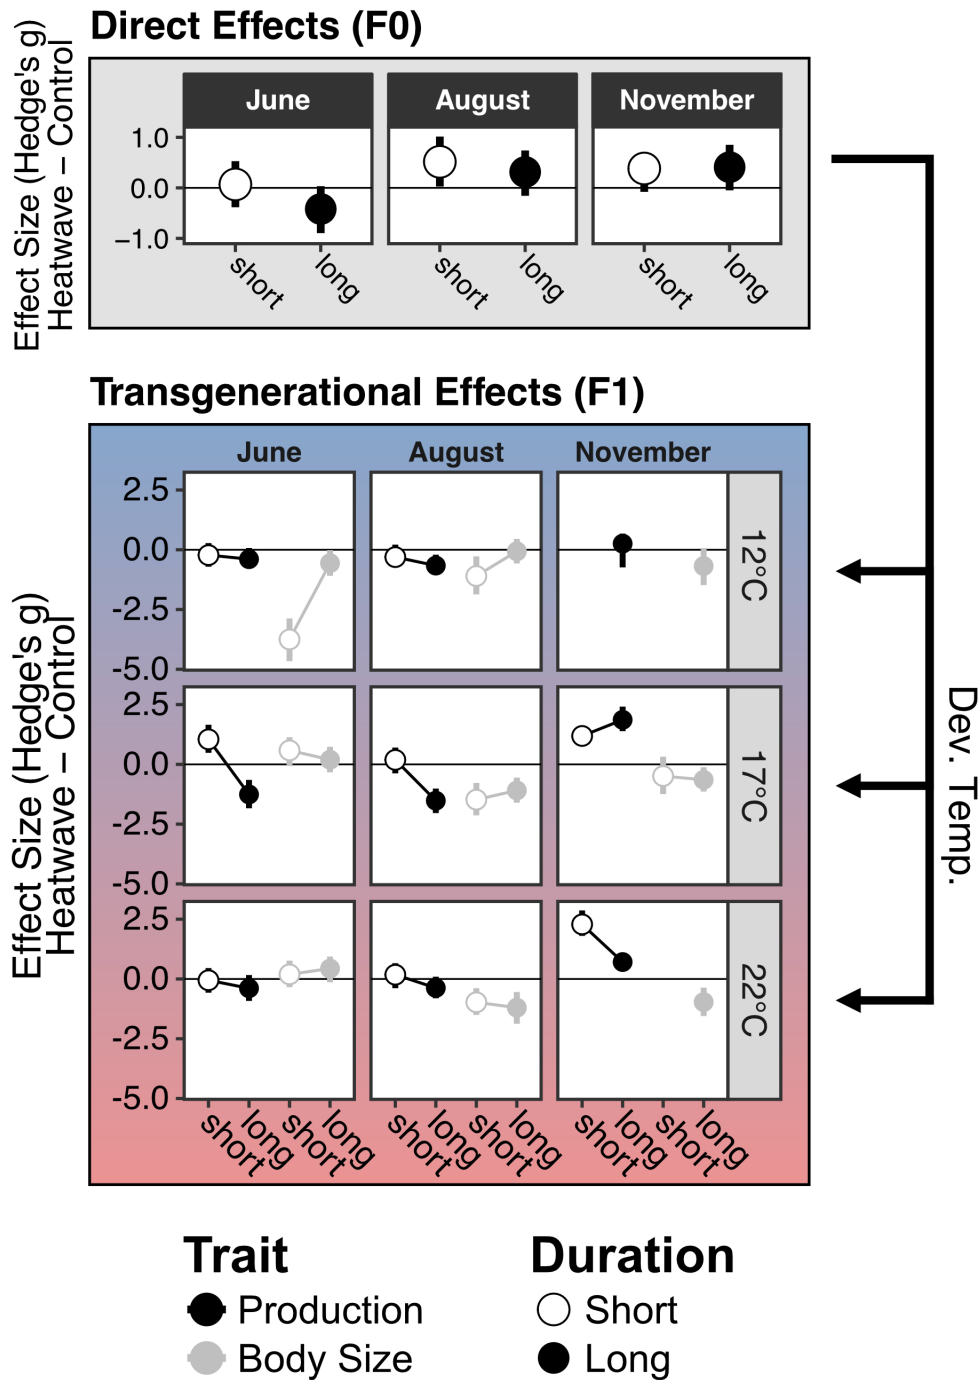 Direct Effects (F0)
Effect Size (Hedge's g)
Heatwave – Control
June August November
1.0
0.0
−1.0
short long short long short long
Transgenerational Effects (F1)
Effect Size (Hedge's g)
Heatwave – Control
June August November
2.5
0.0
-2.5
-5.0
12°C
2.5
0.0
-2.5
-5.0
17°C
2.5
0.0
-2.5
-5.0
22°C
short long short long short long short long short long short long
Dev. Temp.
Trait Duration
Production Short
Body Size Long